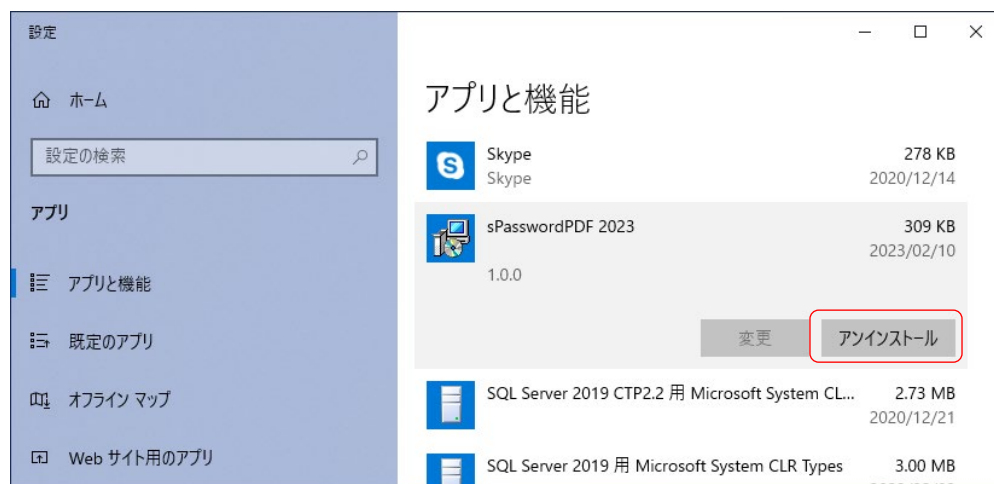 設定
ホーム
設定の検索
アプリ
アプリと機能
既定のアプリ
オフライン マップ
Web サイト用のアプリ
アプリと機能
Skype 278 KB
Skype 2020/12/14
sPasswordPDF 2023 309 KB
2023/02/10
1.0.0
変更 アンインストール
SQL Server 2019 CTP2.2 用 Microsoft System CL... 2.73 MB
2020/12/21
SQL Server 2019 用 Microsoft System CLR Types 3.00 MB